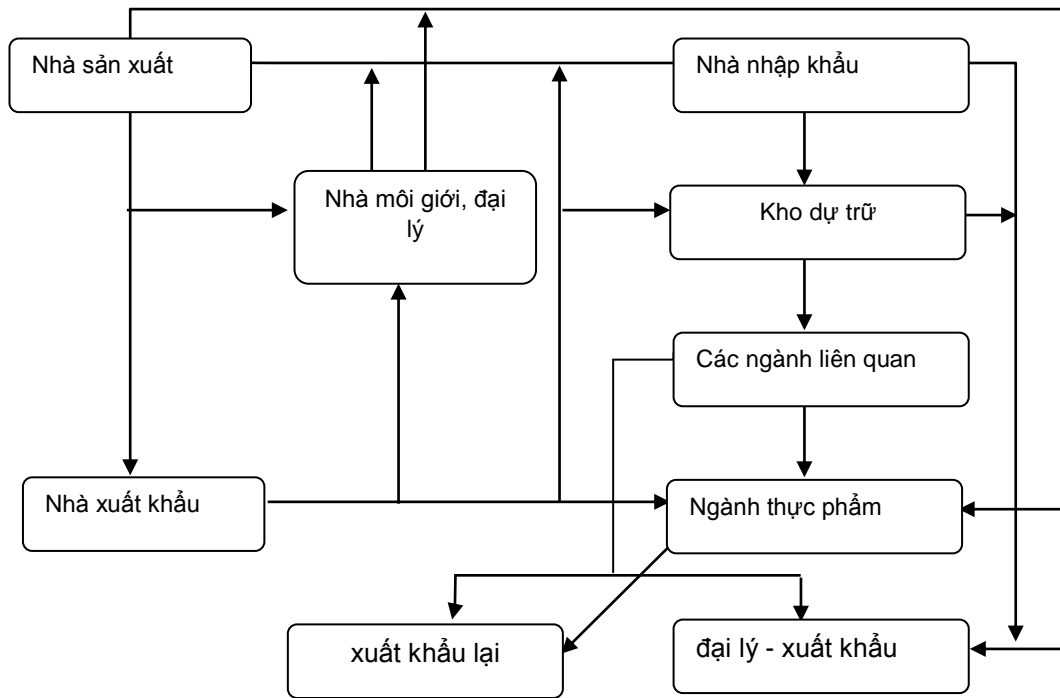 Nhà sản xuất
Nhà nhập khẩu
Nhà môi giới, đại
lý
Kho dự trữ
Các ngành liên quan
Nhà xuất khẩu
Ngành thực phẩm
xuất khẩu lại
đại lý - xuất khẩu